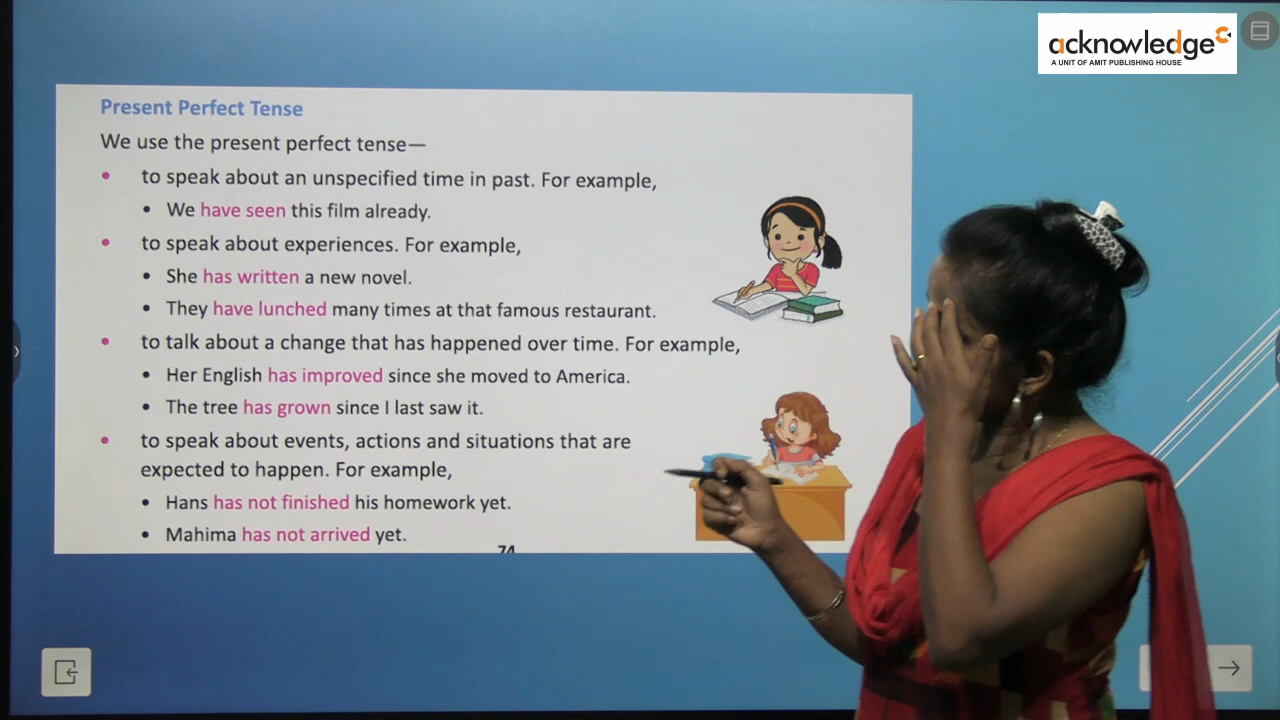 acknowledge
A UNIT OF AMIT PUBLISHING HOUSE
Present Perfect Tense
We use the present perfect tense—
• to speak about an unspecified time in past. For example,
• We have seen this film already.
• to speak about experiences. For example,
• She has written a new novel.
• They have lunched many times at that famous restaurant.
• to talk about a change that has happened over time. For example,
• Her English has improved since she moved to America.
• The tree has grown since I last saw it.
• to speak about events, actions and situations that are
expected to happen. For example,
• Hans has not finished his homework yet.
• Mahima has not arrived yet.
74